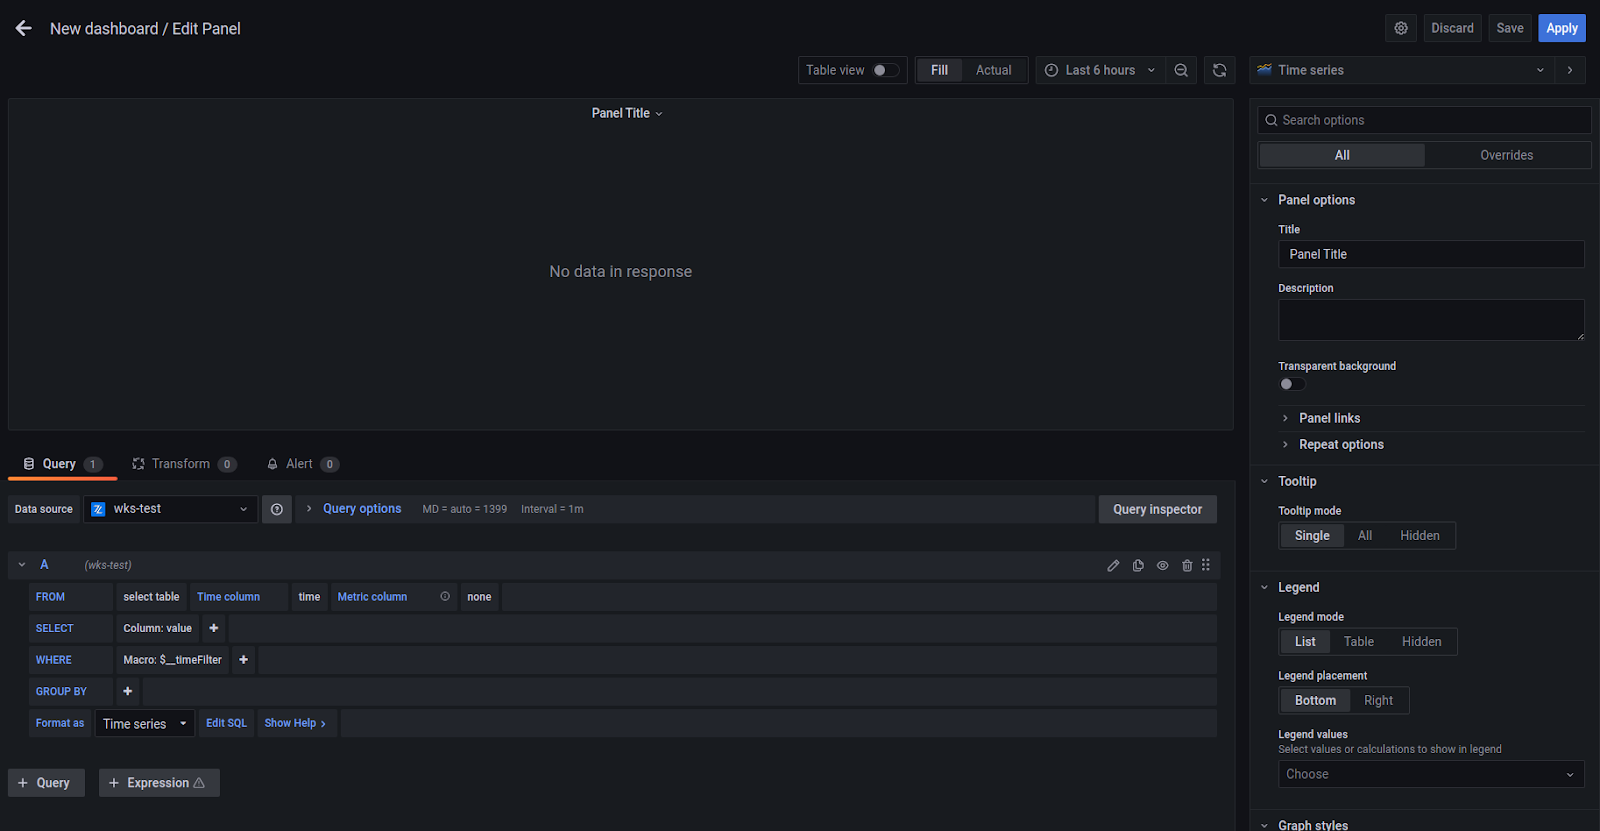 New dashboard / Edit Panel
Discard
Save
Apply
Table view
Fill
Actual
Last 6 hours
Time series
Panel Title
No data in response
Query 1
Transform 0
Alert 0
Data source
wks-test
Query options
MD = auto = 1399
Interval = 1m
Query inspector
A
(wks-test)
FROM
select table
Time column
time
Metric column
none
SELECT
Column: value
+
WHERE
Macro: $__timeFilter
+
GROUP BY
+
Format as
Time series
Edit SQL
Show Help >
+ Query
+ Expression
Search options
All
Overrides
Panel options
Title
Panel Title
Description
Transparent background
Panel links
Repeat options
Tooltip
Tooltip mode
Single
All
Hidden
Legend
Legend mode
List
Table
Hidden
Legend placement
Bottom
Right
Legend values
Select values or calculations to show in legend
Choose
Graph styles